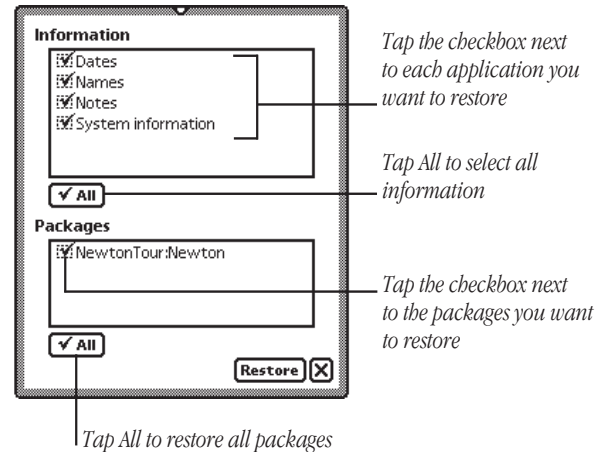 Information
Dates
Names
Notes
System information
All
Packages
NewtonTour:Newton
All
Restore
Tap the checkbox next
to each application you
want to restore
Tap All to select all
information
Tap the checkbox next
to the packages you want
to restore
Tap All to restore all packages